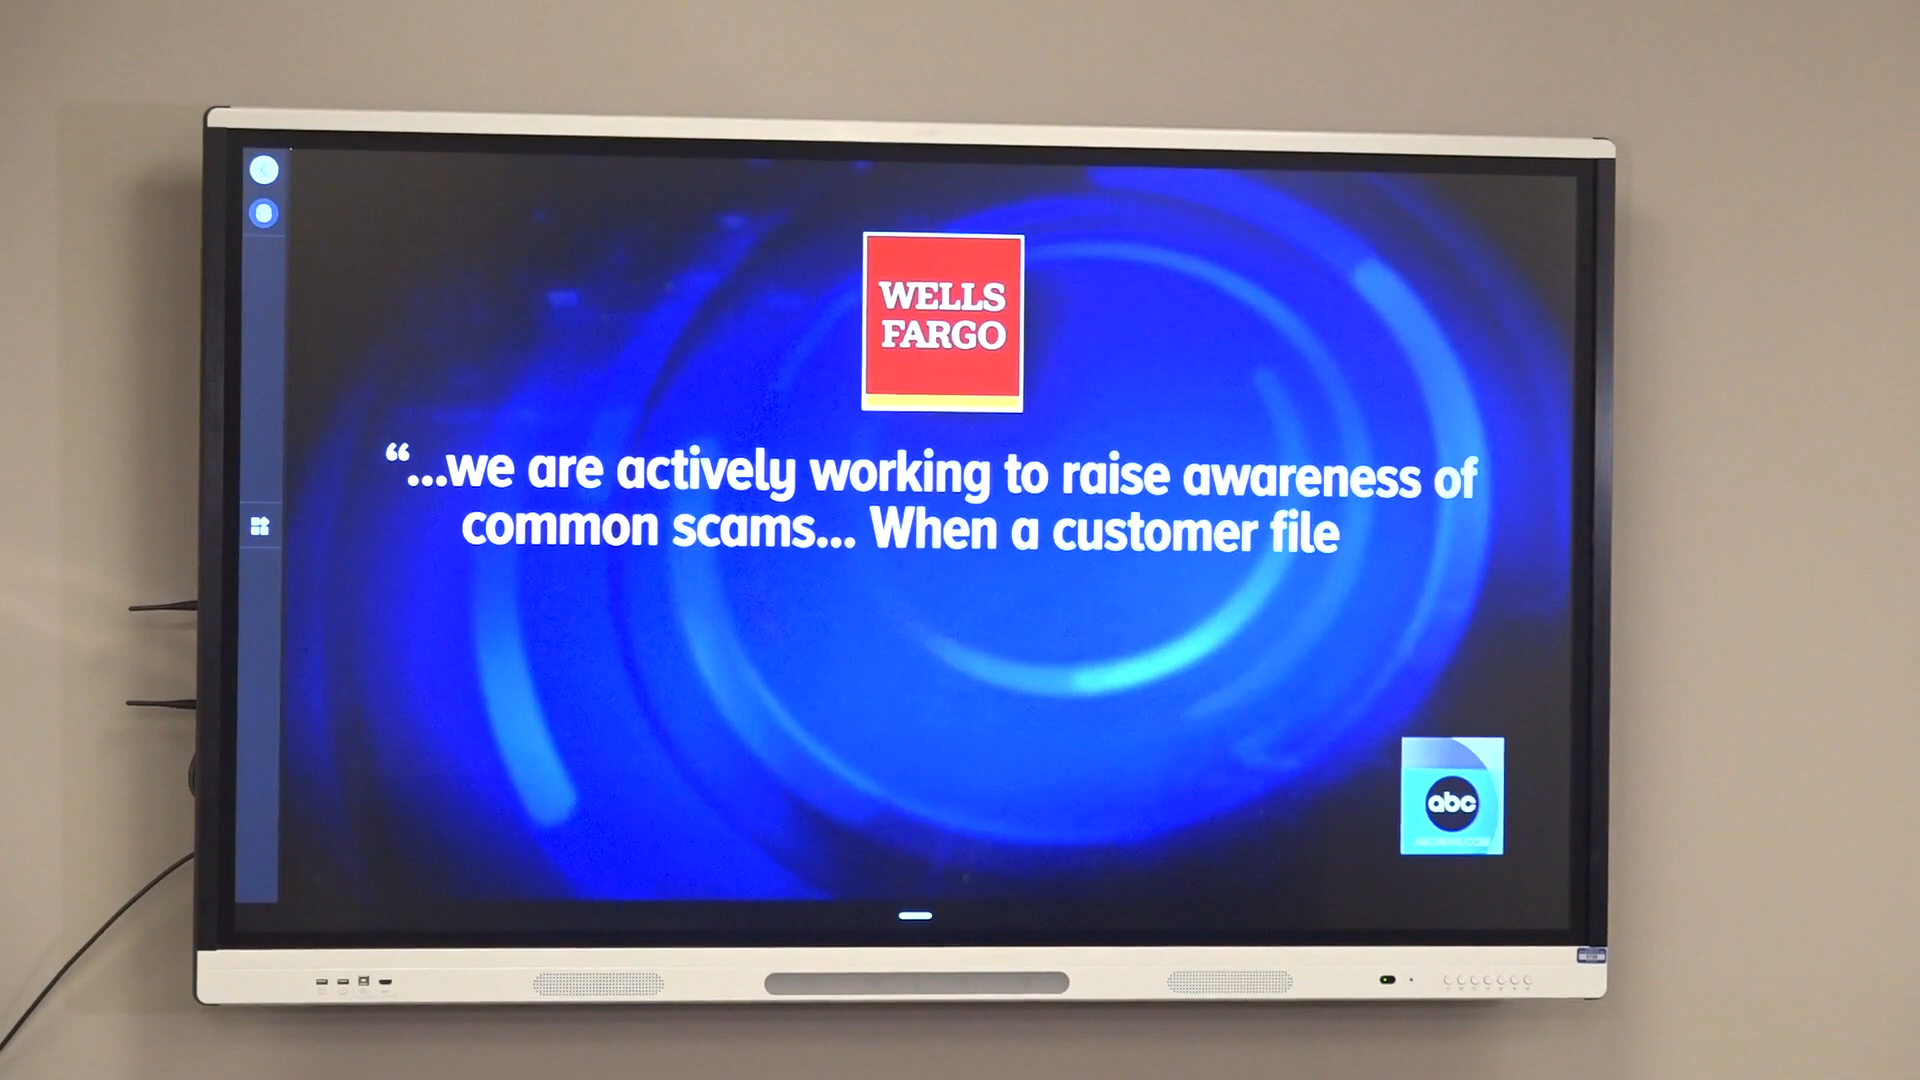 WELLS
FARGO
“...we are actively working to raise awareness of
common scams... When a customer file
abc